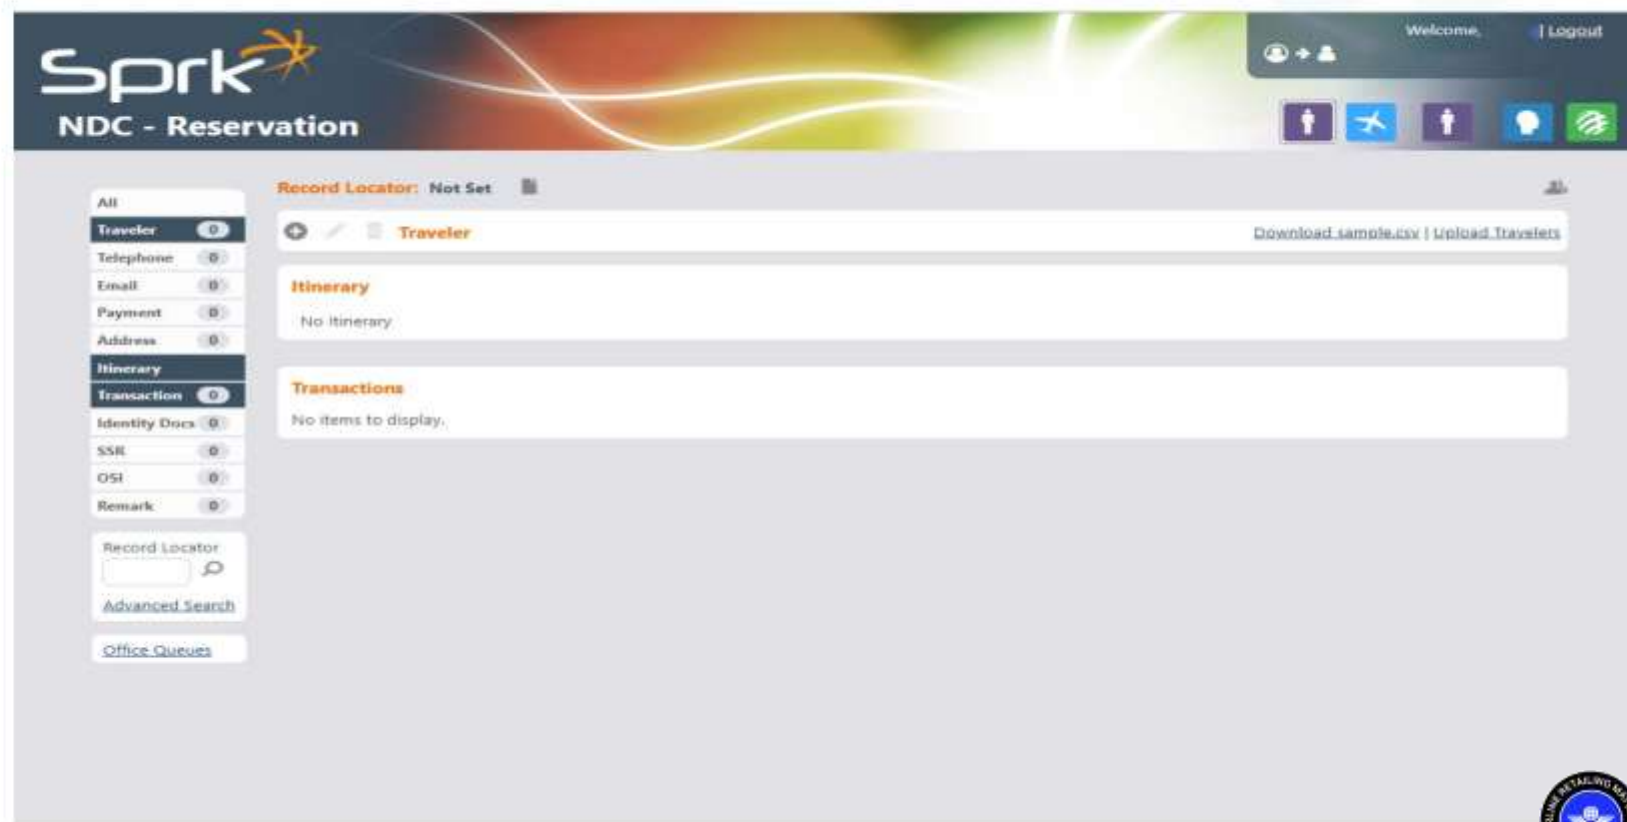 Sprk
NDC - Reservation
Welcome, | Logout
Record Locator: Not Set
All
Traveler 0
Telephone 0
Email 0
Payment 0
Address 0
Itinerary
Transaction 0
Identity Docs 0
SSR 0
OSI 0
Remark 0
Record Locator
Advanced Search
Office Queues
Traveler
Download sample.csv | Upload Travelers
Itinerary
No Itinerary
Transactions
No items to display.
RETAILING